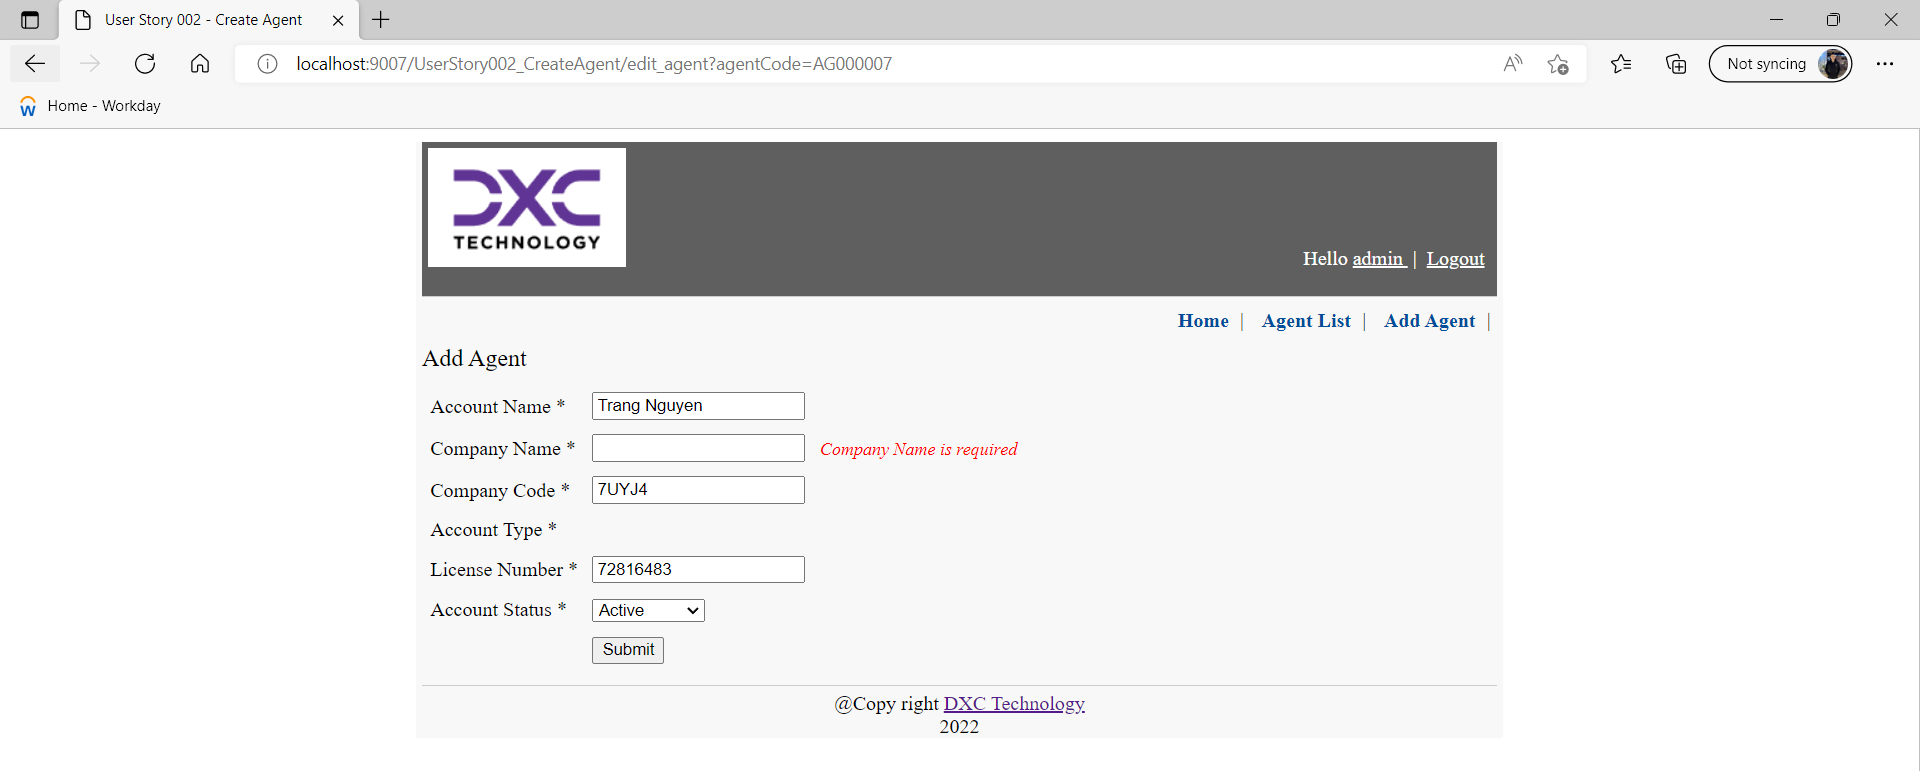 User Story 002 - Create Agent
localhost:9007/UserStory002_CreateAgent/edit_agent?agentCode=AG000007
Not syncing
Home - Workday
DXC
TECHNOLOGY
Hello admin | Logout
Home | Agent List | Add Agent |
Add Agent
Account Name * Trang Nguyen
Company Name * Company Name is required
Company Code * 7UYJ4
Account Type *
License Number * 72816483
Account Status * Active
Submit
@Copy right DXC Technology
2022